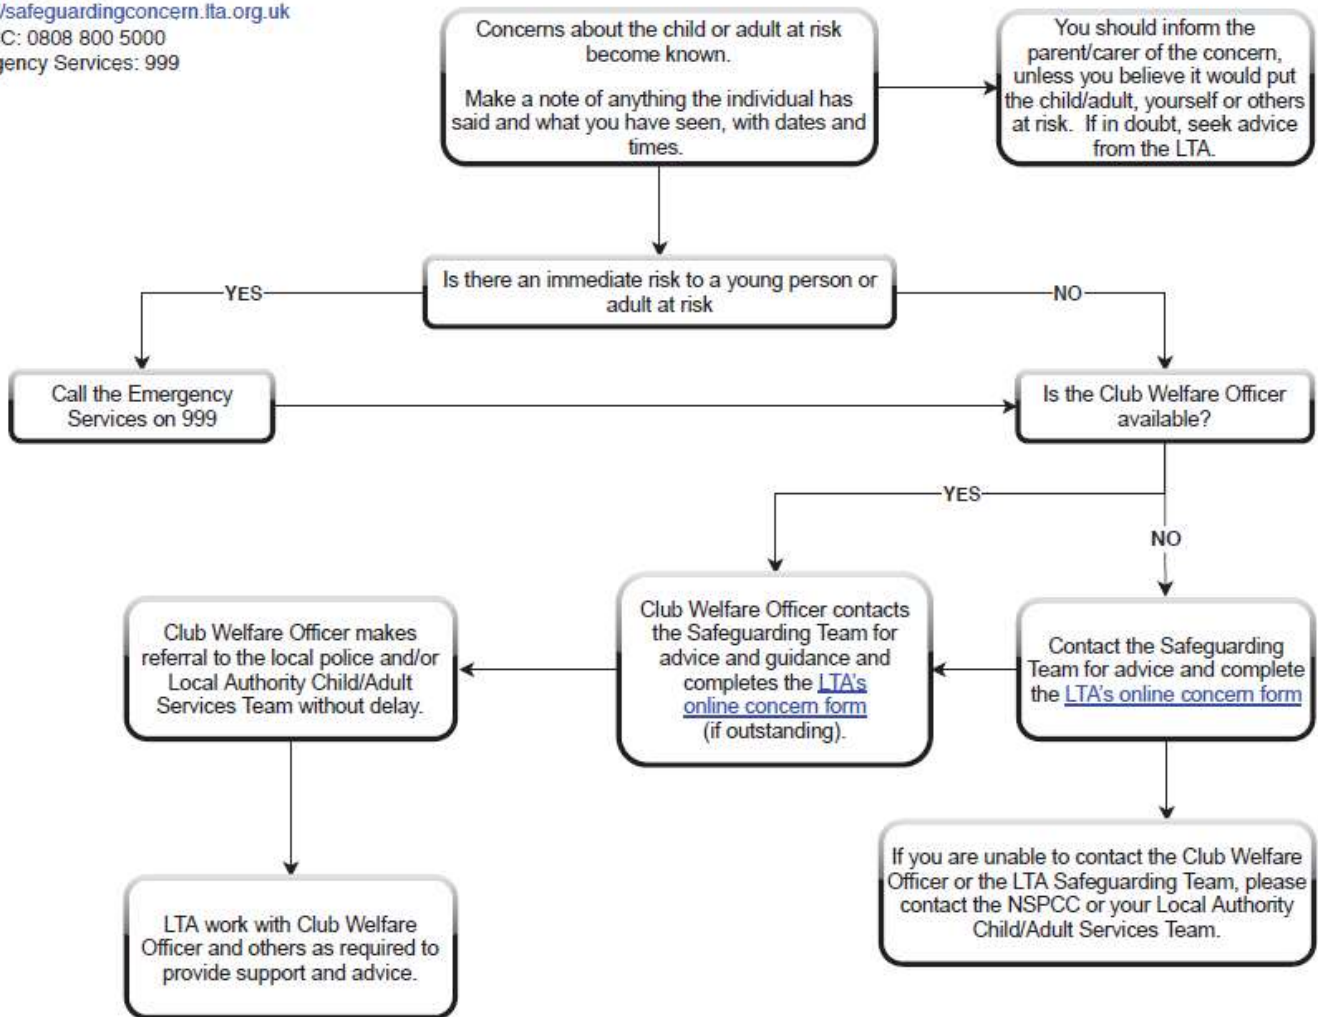 /safeguardingconcern.lta.org.uk
C: 0808 800 5000
gency Services: 999
Concerns about the child or adult at risk
become known.
Make a note of anything the individual has
said and what you have seen, with dates and
times.
You should inform the
parent/carer of the concern,
unless you believe it would put
the child/adult, yourself or others
at risk. If in doubt, seek advice
from the LTA.
Is there an immediate risk to a young person or
adult at risk
YES
NO
Call the Emergency
Services on 999
Is the Club Welfare Officer
available?
YES
NO
Club Welfare Officer makes
referral to the local police and/or
Local Authority Child/Adult
Services Team without delay.
Club Welfare Officer contacts
the Safeguarding Team for
advice and guidance and
completes the LTA's
online concern form
(if outstanding).
Contact the Safeguarding
Team for advice and complete
the LTA's online concern form
LTA work with Club Welfare
Officer and others as required to
provide support and advice.
If you are unable to contact the Club Welfare
Officer or the LTA Safeguarding Team, please
contact the NSPCC or your Local Authority
Child/Adult Services Team.